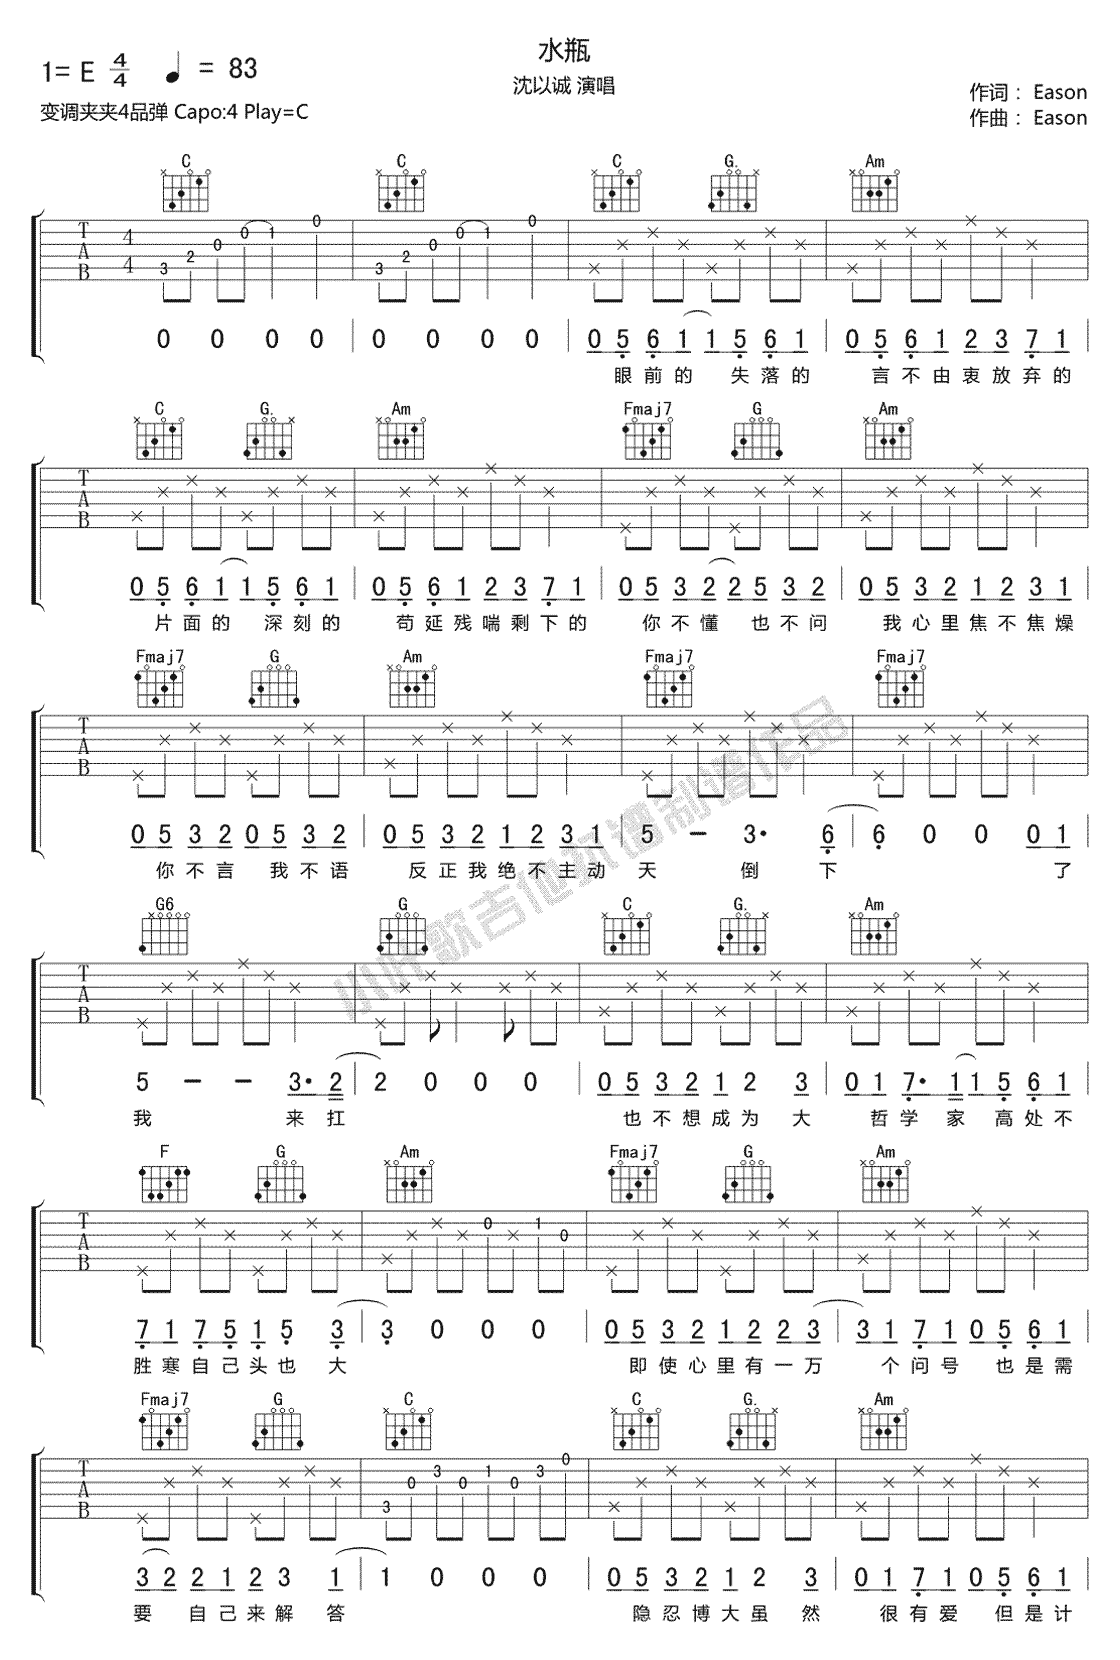 水瓶
1= E 4/4 ♩ = 83
沈以诚 演唱
作词： Eason
变调夹夹4品弹 Capo:4 Play=C
作曲： Eason
C C C G. Am
T A B 4 4 3 2 0 0 1 0 3 2 0 0 1 0
0 0 0 0 0 0 0 0 0 5 6 1 1 5 6 1 0 5 6 1 2 3 7 1
眼前的 失落的 言不由衷放弃的
C G. Am Fmaj7 G Am
T A B
0 5 6 1 1 5 6 1 0 5 6 1 2 3 7 1 0 5 3 2 2 5 3 2 0 5 3 2 1 2 3 1
片面的 深刻的 苟延残喘剩下的 你不懂 也不问 我心里焦不焦燥
Fmaj7 G Am Fmaj7 Fmaj7
T A B
0 5 3 2 0 5 3 2 0 5 3 2 1 2 3 1 5 — 3· 6 6 0 0 0 1
你不言 我不语 反正我绝不主动 天 倒 下 了
G6 G C G. Am
T A B
5 — — 3· 2 2 0 0 0 0 5 3 2 1 2 3 0 1 7· 1 1 5 6 1
我 来扛 也不想成为大 哲学家 高处不
F G Am Fmaj7 G Am
T A B 0 1 0
7 1 7 5 1 5 3 3 0 0 0 0 5 3 2 1 2 2 3 3 1 7 1 0 5 6 1
胜寒自己头也大 即使心里有一万 个问号 也是需
Fmaj7 G C C G. Am
T A B 3 0 3 0 1 0 3 0
3 2 2 1 2 3 1 1 0 0 0 0 5 3 2 1 2 3 0 1 7 1 0 5 6 1
要 自己来解答 隐忍博大虽然 很有爱 但是计
小叶歌吉他弹谱制谱作品